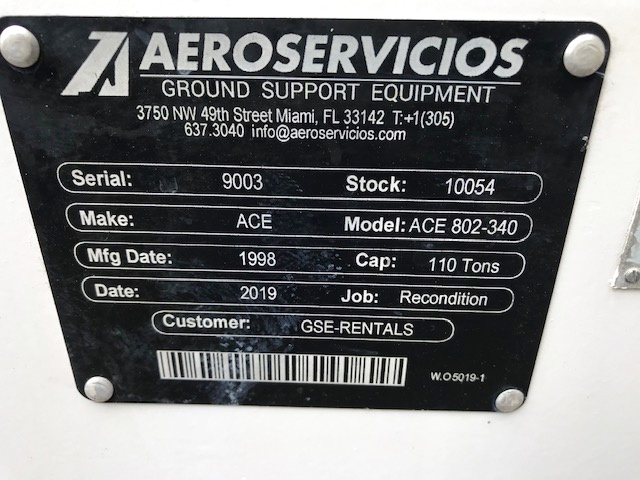 AEROSERVICIOS
GROUND SUPPORT EQUIPMENT
3750 NW 49th Street Miami, FL 33142 T:+1(305)
637.3040 info@aeroservicios.com
Serial: 9003 Stock: 10054
Make: ACE Model: ACE 802-340
Mfg Date: 1998 Cap: 110 Tons
Date: 2019 Job: Recondition
Customer: GSE-RENTALS
W.O5019-1